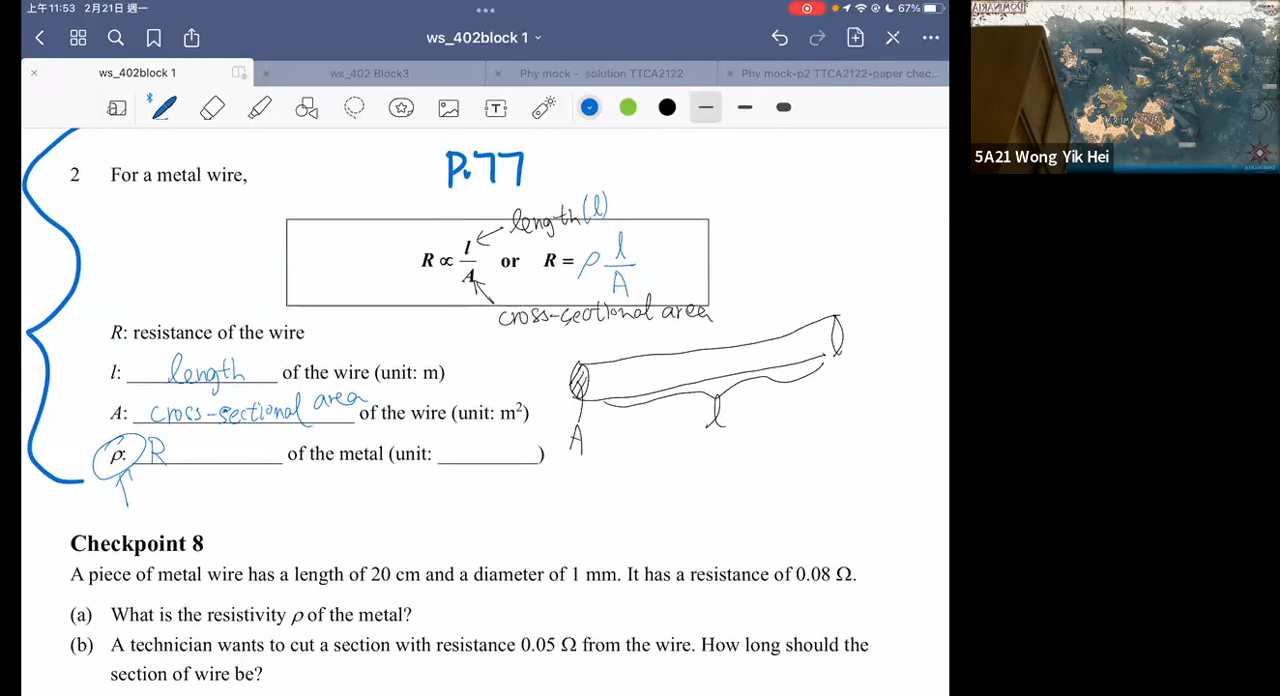 上午11:53 2月21日 週一
67%
ws_402block 1
ws_402block 1
ws_402 Block3
Phy mock - solution TTCA2122
Phy mock-p2 TTCA2122-paper chec...
2 For a metal wire,
P.77
length (l)
R ∝ l/A or R = ρ l/A
cross-sectional area
R: resistance of the wire
l: length of the wire (unit: m)
A: cross-sectional area of the wire (unit: m²)
ρ: R of the metal (unit: )
A
l
Checkpoint 8
A piece of metal wire has a length of 20 cm and a diameter of 1 mm. It has a resistance of 0.08 Ω.
(a) What is the resistivity ρ of the metal?
(b) A technician wants to cut a section with resistance 0.05 Ω from the wire. How long should the
section of wire be?
DOMINARIA
5A21 Wong Yik Hei